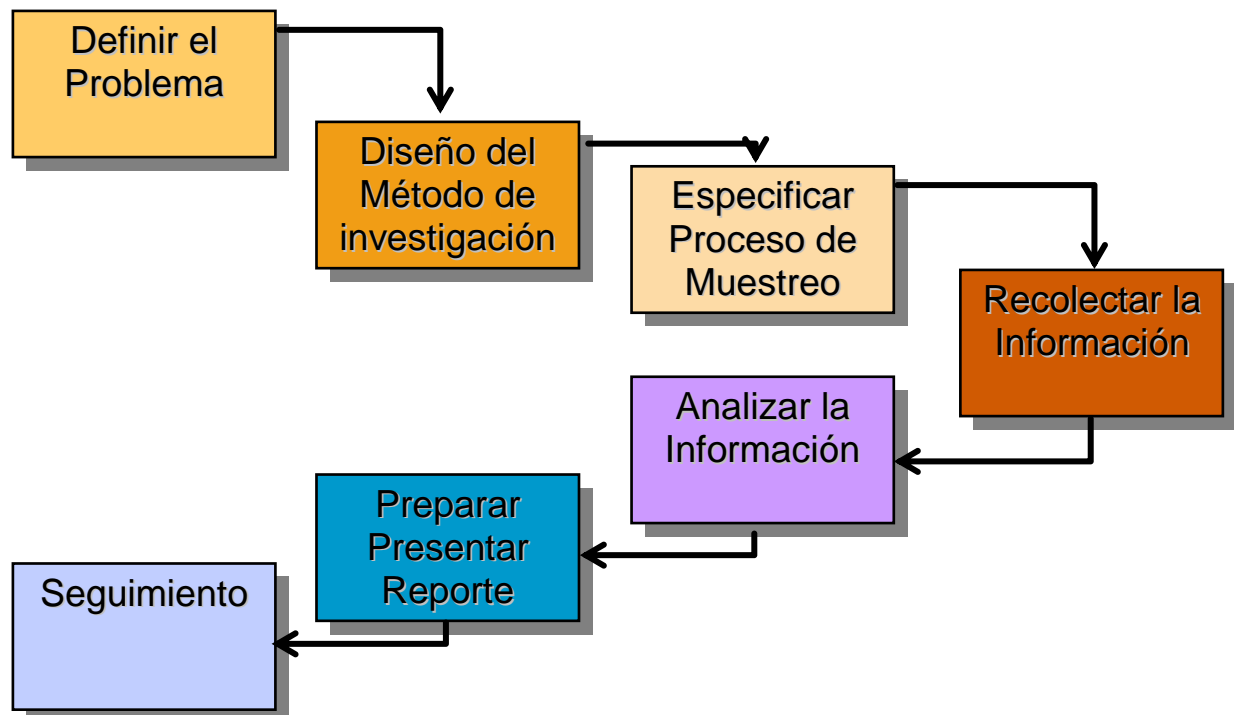 Definir el
Problema
Diseño del
Método de
investigación
Especificar
Proceso de
Muestreo
Recolectar la
Información
Analizar la
Información
Preparar
Presentar
Reporte
Seguimiento